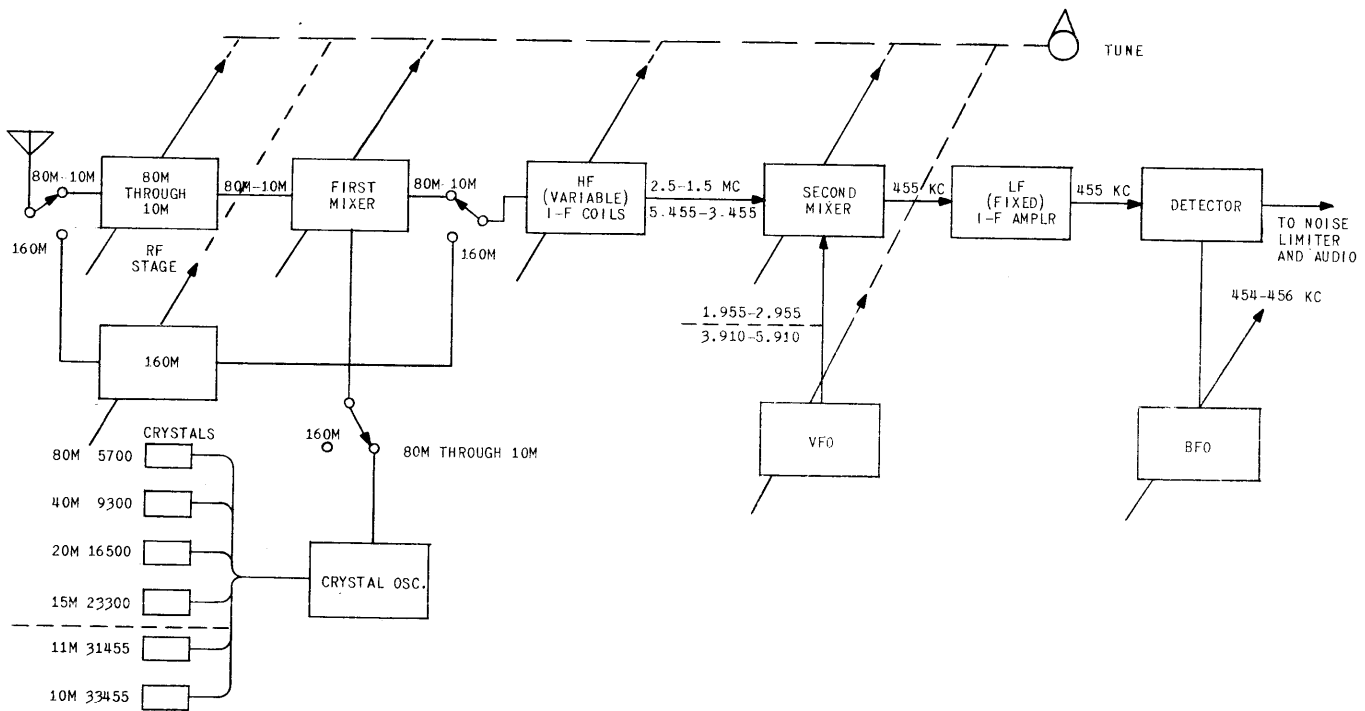 TUNE
80M-10M
80M
THROUGH
10M
80M-10M
FIRST
MIXER
80M-10M
HF
(VARIABLE)
I-F COILS
2.5-1.5 MC
5.455-3.455
SECOND
MIXER
455 KC
LF
(FIXED)
I-F AMPLR
455 KC
DETECTOR
TO NOISE
LIMITER
AND AUDIO
160M
RF
STAGE
160M
454-456 KC
1.955-2.955
3.910-5.910
160M
VFO
BFO
160M
80M THROUGH 10M
CRYSTALS
80M 5700
40M 9300
20M 16500
15M 23300
11M 31455
10M 33455
CRYSTAL OSC.